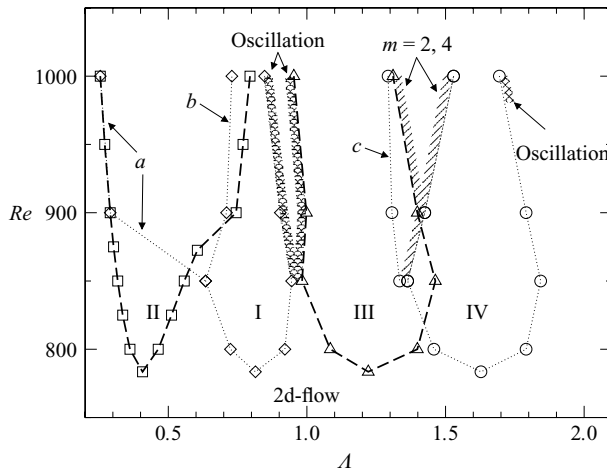 Oscillation
m = 2, 4
1000
b
a
c
Oscillation
Re
900
II
I
III
IV
800
2d-flow
0.5
1.0
1.5
2.0
Λ